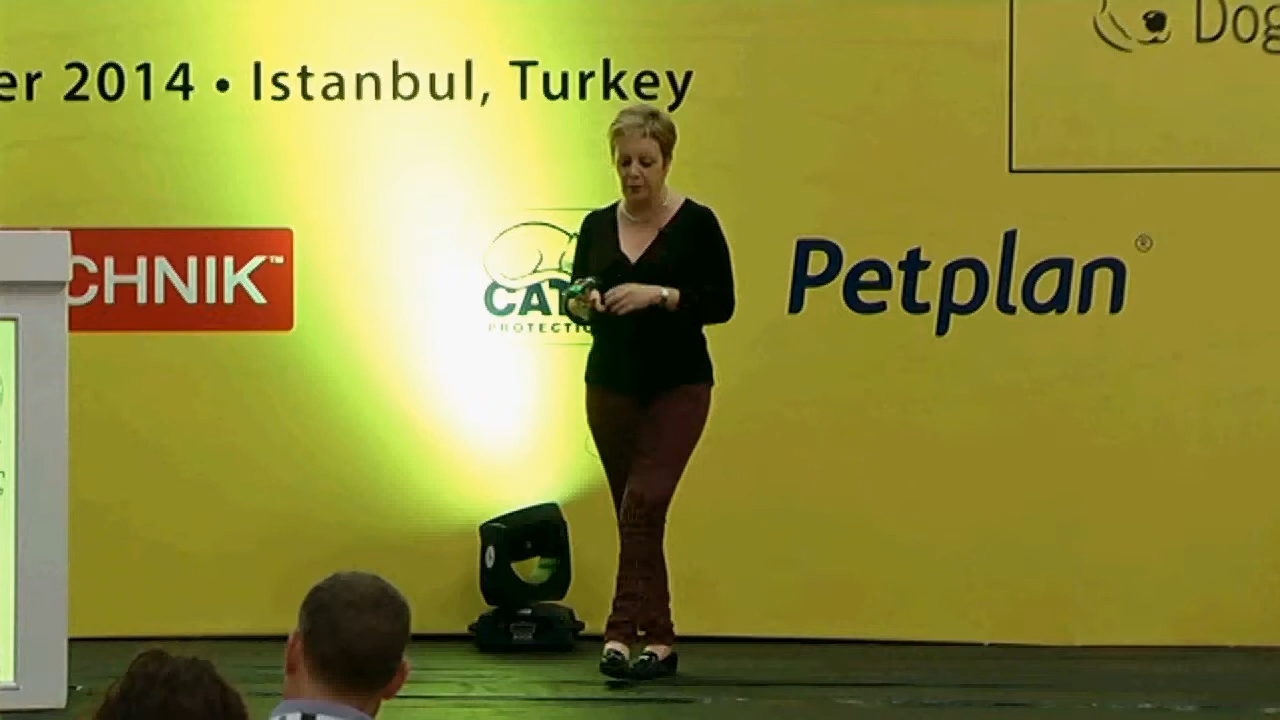 er 2014 • Istanbul, Turkey
Dog
CHNIK™
CAT
PROTECTIO
Petplan®